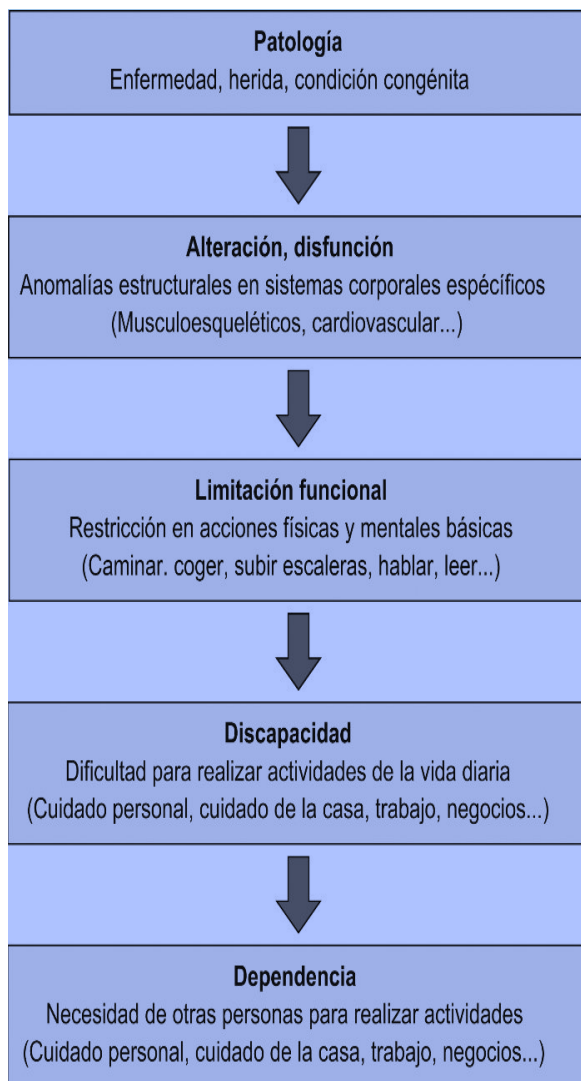 Patología
Enfermedad, herida, condición congénita
Alteración, disfunción
Anomalías estructurales en sistemas corporales espécíficos
(Musculoesqueléticos, cardiovascular...)
Limitación funcional
Restricción en acciones físicas y mentales básicas
(Caminar. coger, subir escaleras, hablar, leer...)
Discapacidad
Dificultad para realizar actividades de la vida diaria
(Cuidado personal, cuidado de la casa, trabajo, negocios...)
Dependencia
Necesidad de otras personas para realizar actividades
(Cuidado personal, cuidado de la casa, trabajo, negocios...)